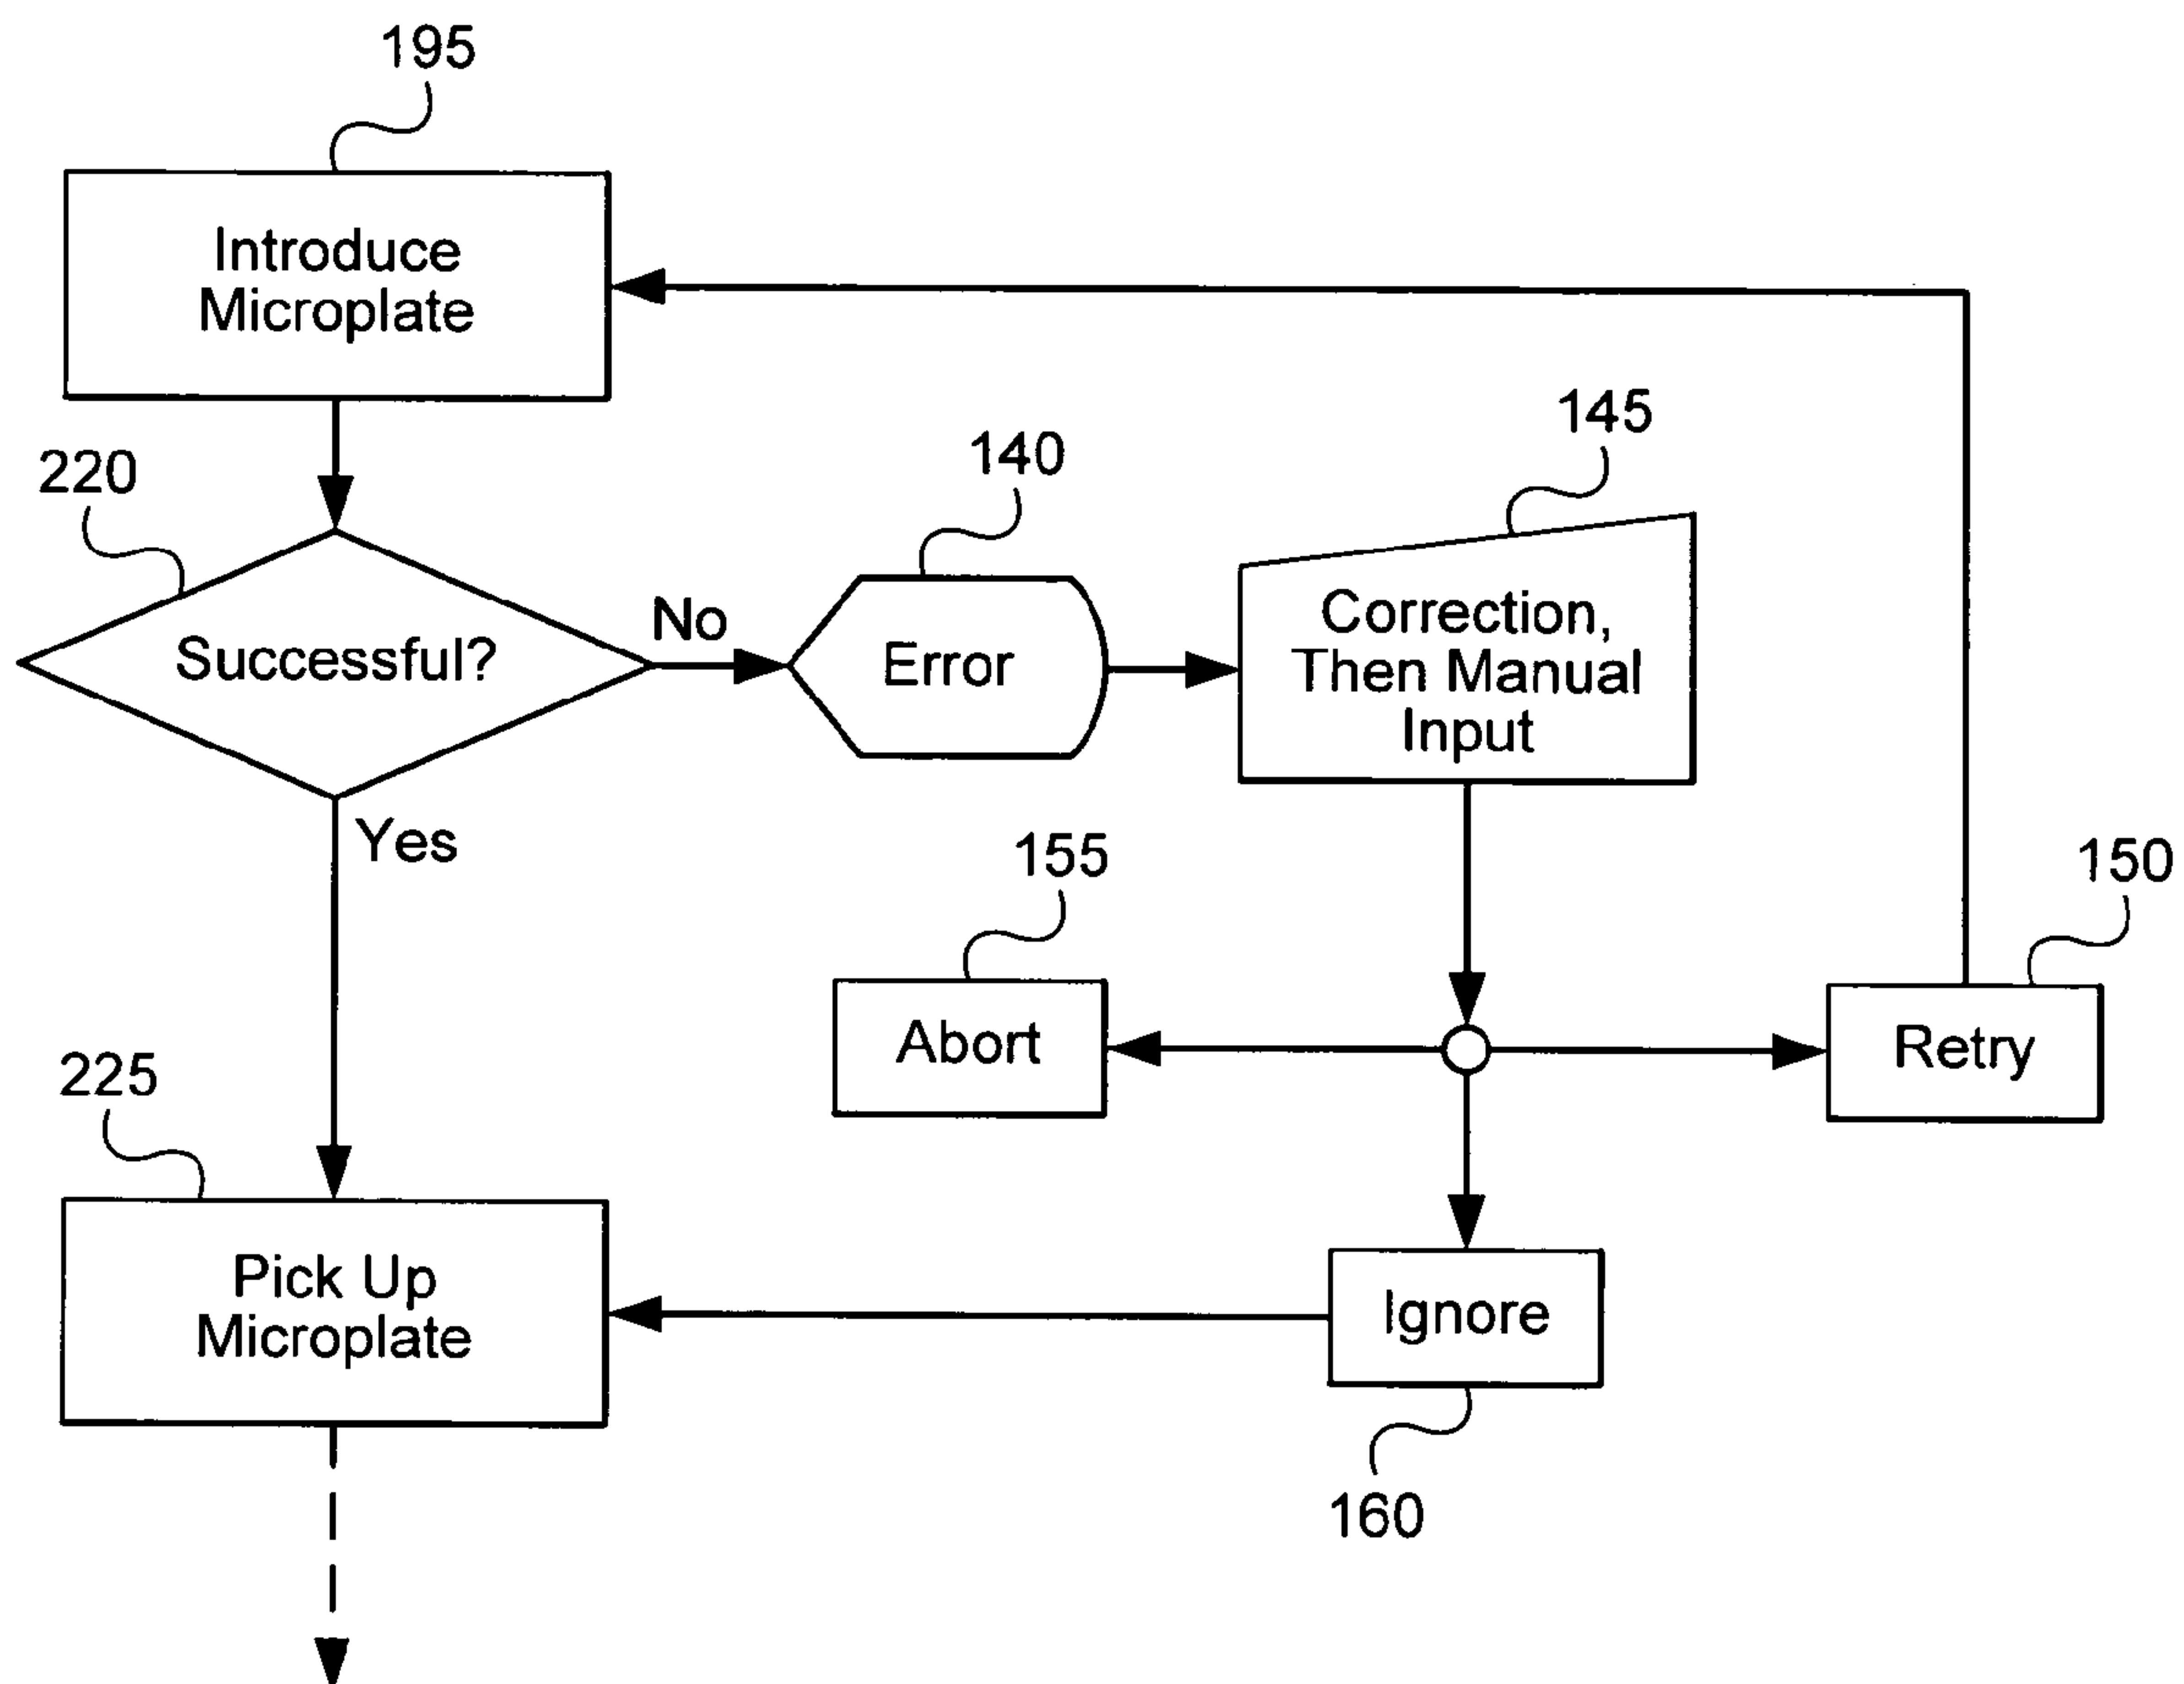 195
Introduce
Microplate
145
140
220
Correction,
Then Manual
Input
No
Successful?
Error
Yes
155
150
Abort
Retry
225
Pick Up
Microplate
Ignore
160